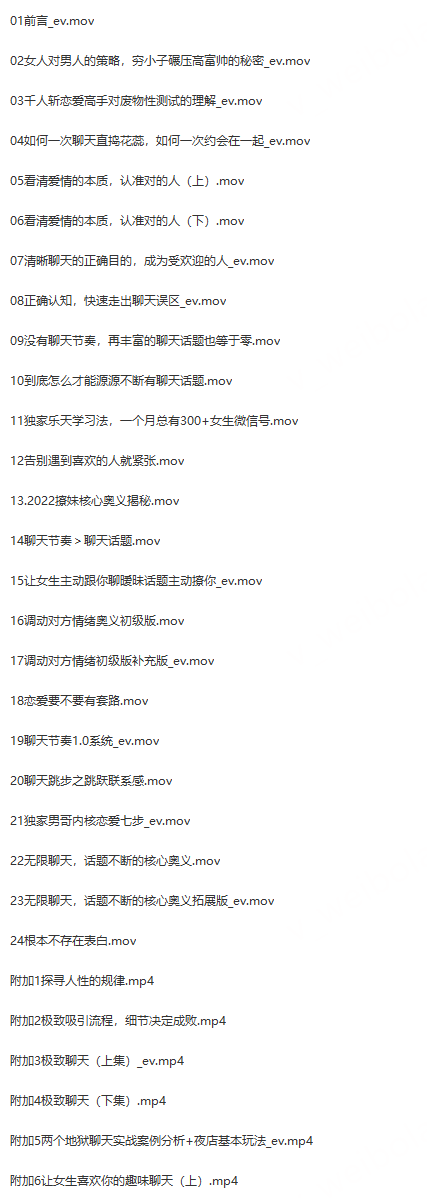 01前言_ev.mov
02女人对男人的策略，穷小子碾压高富帅的秘密_ev.mov
03千人斩恋爱高手对废物性测试的理解_ev.mov
04如何一次聊天直捣花蕊，如何一次约会在一起_ev.mov
05看清爱情的本质，认准对的人（上）.mov
06看清爱情的本质，认准对的人（下）.mov
07清晰聊天的正确目的，成为受欢迎的人_ev.mov
08正确认知，快速走出聊天误区_ev.mov
09没有聊天节奏，再丰富的聊天话题也等于零.mov
10到底怎么才能源源不断有聊天话题.mov
11独家乐天学习法，一个月总有300+女生微信号.mov
12告别遇到喜欢的人就紧张.mov
13.2022撩妹核心奥义揭秘.mov
14聊天节奏＞聊天话题.mov
15让女生主动跟你聊暧昧话题主动撩你_ev.mov
16调动对方情绪奥义初级版.mov
17调动对方情绪初级版补充版_ev.mov
18恋爱要不要有套路.mov
19聊天节奏1.0系统_ev.mov
20聊天跳步之跳跃联系感.mov
21独家男哥内核恋爱七步_ev.mov
22无限聊天，话题不断的核心奥义.mov
23无限聊天，话题不断的核心奥义拓展版_ev.mov
24根本不存在表白.mov
附加1探寻人性的规律.mp4
附加2极致吸引流程，细节决定成败.mp4
附加3极致聊天（上集）_ev.mp4
附加4极致聊天（下集）.mp4
附加5两个地狱聊天实战案例分析+夜店基本玩法_ev.mp4
附加6让女生喜欢你的趣味聊天（上）.mp4